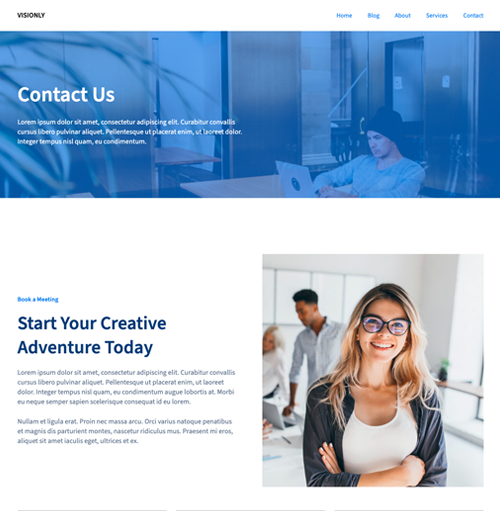 VISIONLY
Home
Blog
About
Services
Contact
Contact Us
Lorem ipsum dolor sit amet, consectetur adipiscing elit. Curabitur convallis
cursus libero pulvinar aliquet. Pellentesque ut placerat enim, ut laoreet dolor.
Integer tempus nisl quam, eu condimentum.
Book a Meeting
Start Your Creative
Adventure Today
Lorem ipsum dolor sit amet, consectetur adipiscing elit. Curabitur
cursus libero pulvinar aliquet. Pellentesque ut placerat enim, ut laoreet
dolor. Integer tempus nisl quam, eu condimentum augue lobortis at. Morbi
eu neque semper sapien scelerisque consequat id eu lorem.
Nullam et ligula erat. Proin nec massa arcu. Orci varius natoque penatibus
et magnis dis parturient montes, nascetur ridiculus mus. Praesent mi eros,
aliquet sit amet iaculis eget, ultrices et ex.